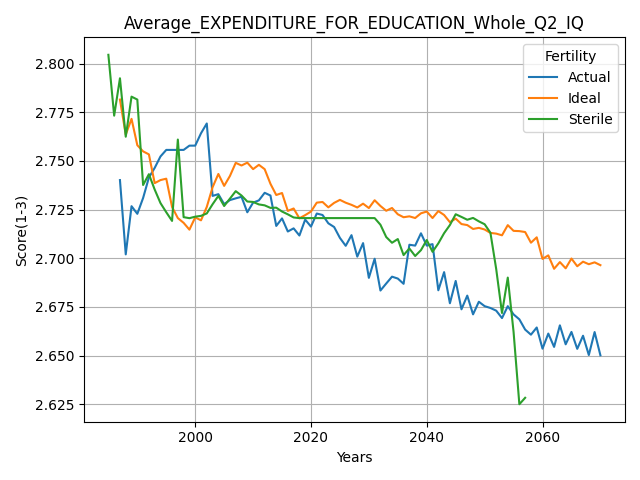 Average_EXPENDITURE_FOR_EDUCATION_Whole_Q2_IQ
Score(1-3)
2.800
2.775
2.750
2.725
2.700
2.675
2.650
2.625
Fertility
Actual
Ideal
Sterile
2000
2020
2040
2060
Years